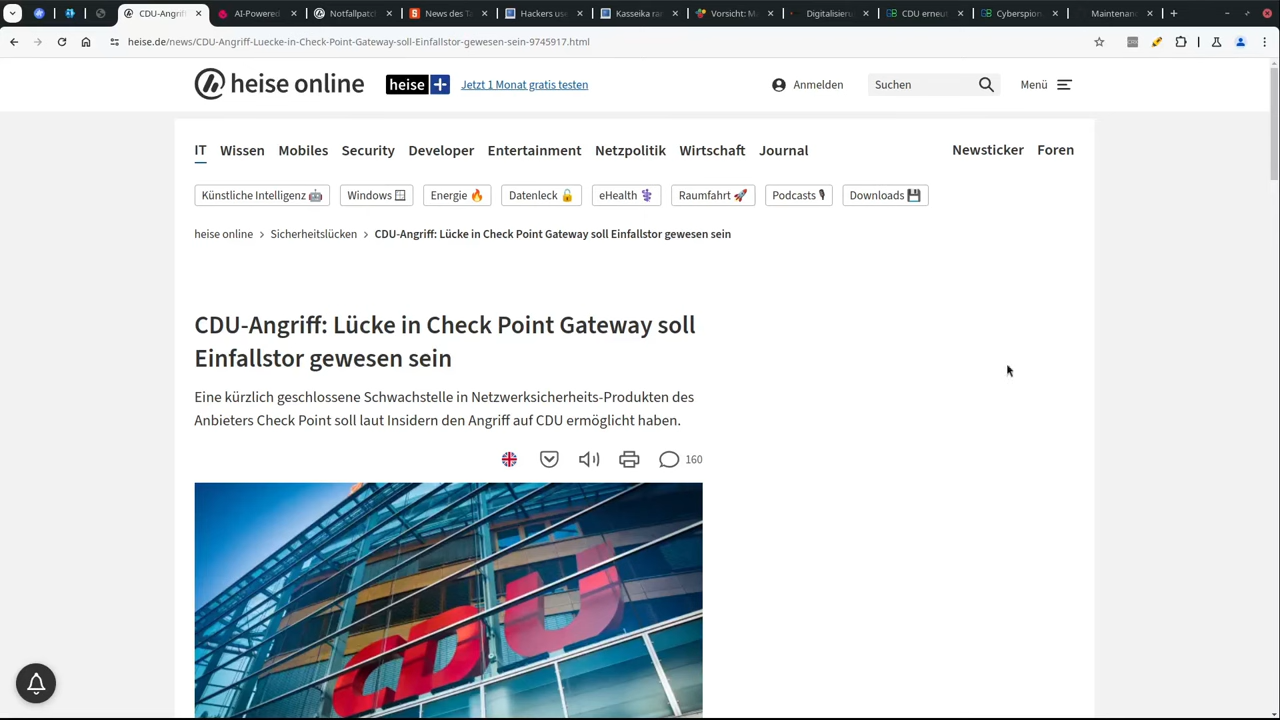 CDU-Angriff
AI-Powered
Notfallpatch
News des Ta
Hackers use
Kasseika ra
Vorsicht: Ma
Digitalisieru
CDU erneut
Cyberspion
Maintenanc
heise.de/news/CDU-Angriff-Luecke-in-Check-Point-Gateway-soll-Einfallstor-gewesen-sein-9745917.html
heise online
heise +
Jetzt 1 Monat gratis testen
Anmelden
Suchen
Menü
IT Wissen Mobiles Security Developer Entertainment Netzpolitik Wirtschaft Journal Newsticker Foren
Künstliche Intelligenz 🤖 Windows 🪟 Energie 🔥 Datenleck 🔓 eHealth ⚕️ Raumfahrt 🚀 Podcasts 🎙️ Downloads 💾
heise online > Sicherheitslücken > CDU-Angriff: Lücke in Check Point Gateway soll Einfallstor gewesen sein
CDU-Angriff: Lücke in Check Point Gateway soll
Einfallstor gewesen sein
Eine kürzlich geschlossene Schwachstelle in Netzwerksicherheits-Produkten des
Anbieters Check Point soll laut Insidern den Angriff auf CDU ermöglicht haben.
160
CDU